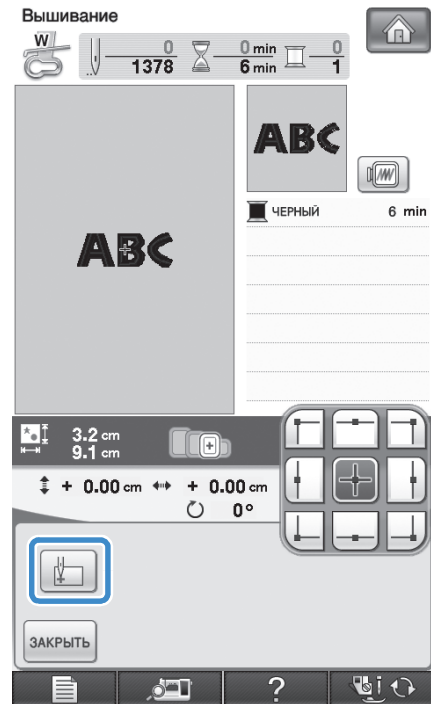 Вышивание
W
0 0 min 0
1378 6 min 1
ABC
ЧЕРНЫЙ 6 min
ABC
3.2 cm
9.1 cm
+ 0.00 cm + 0.00 cm
0°
ЗАКРЫТЬ
?